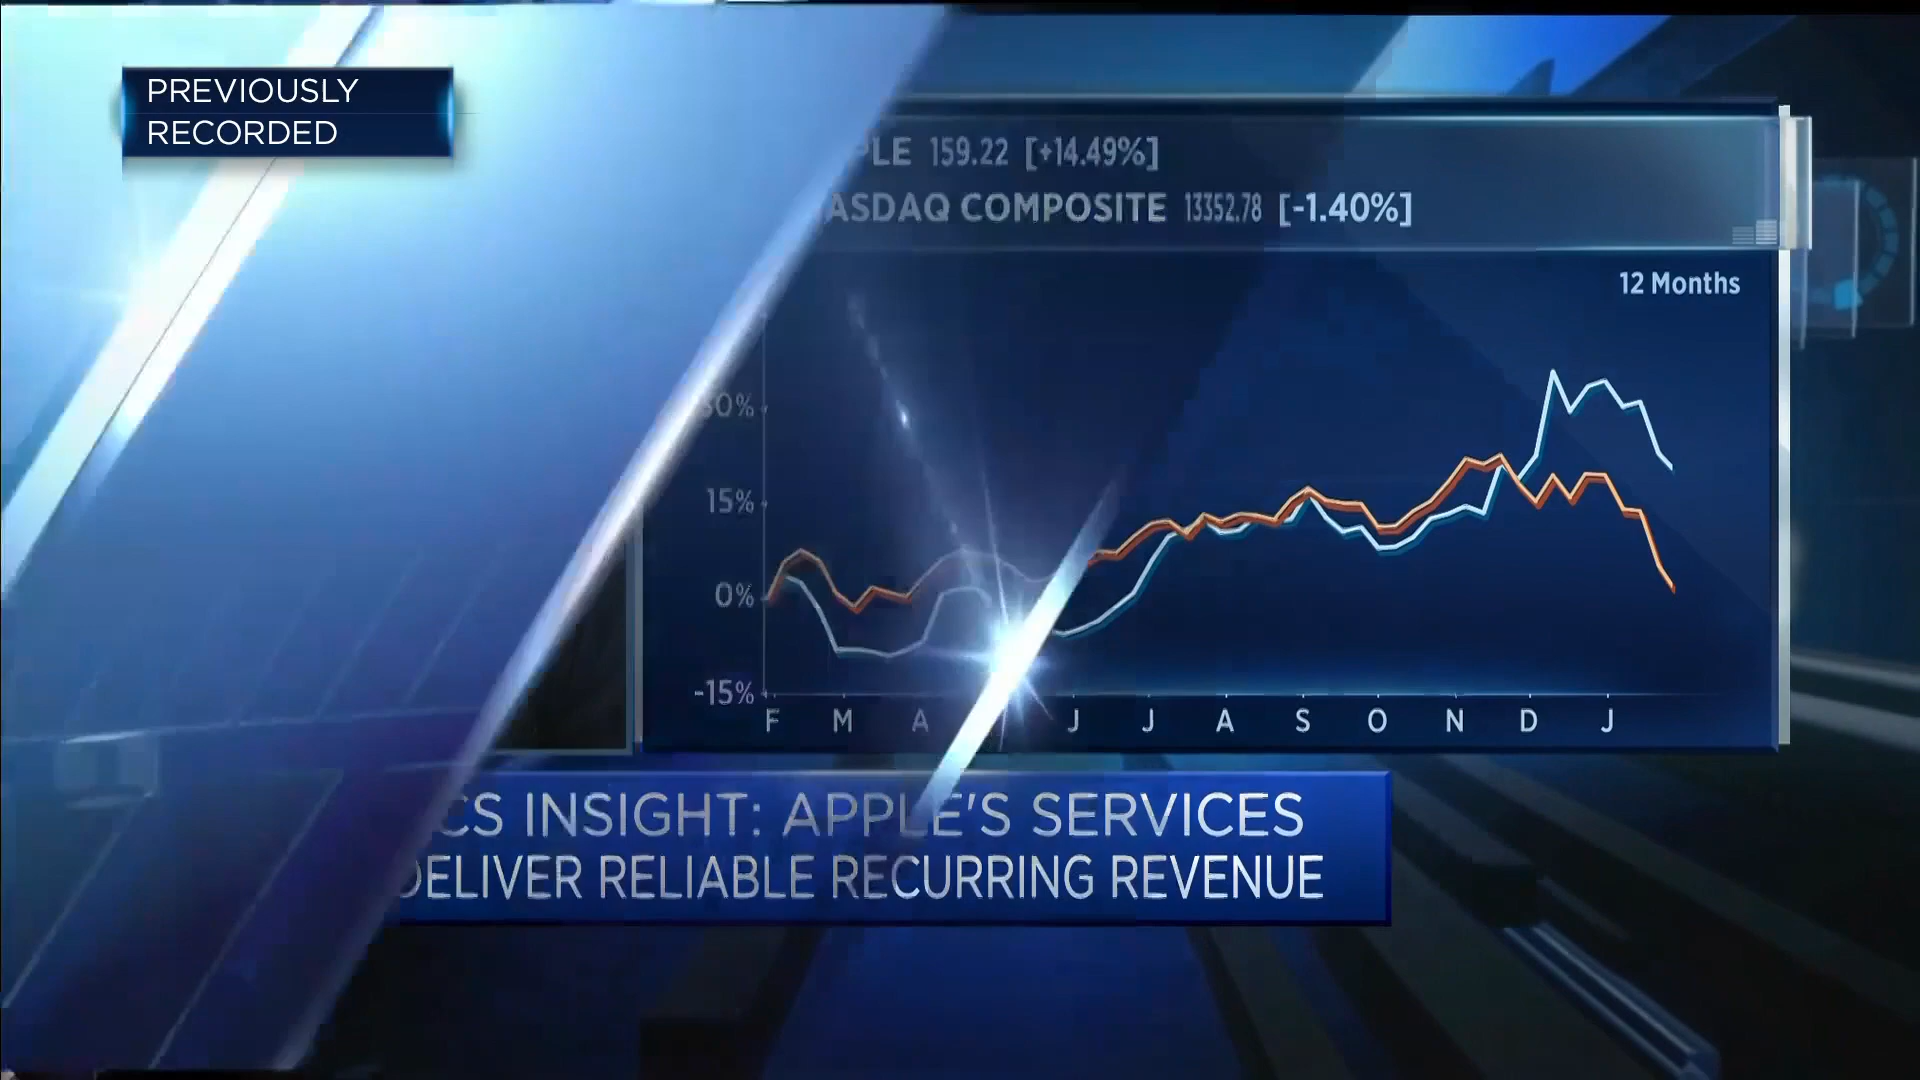 PREVIOUSLY
RECORDED
PLE 159.22 [+14.49%]
ASDAQ COMPOSITE 13352.78 [-1.40%]
12 Months
30%
15%
0%
-15%
F M A J J A S O N D J
CS INSIGHT: APPLE'S SERVICES
DELIVER RELIABLE RECURRING REVENUE